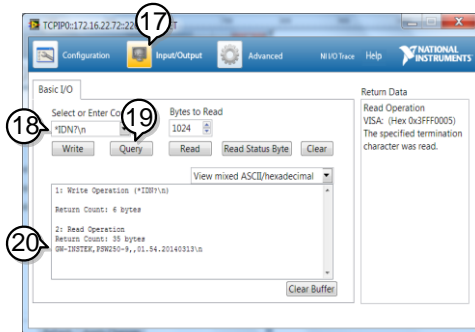 TCPIP0::172.16.22.72::22
T
17
Configuration
Input/Output
Advanced
NI I/O Trace
Help
NATIONAL
INSTRUMENTS
Basic I/O
Return Data
Select or Enter Co
Bytes to Read
18
*IDN?\n
19
1024
Write
Query
Read
Read Status Byte
Clear
View mixed ASCII/hexadecimal
1: Write Operation (*IDN?\n)
Return Count: 6 bytes
2: Read Operation
Return Count: 35 bytes
20
GW-INSTEK,PSW250-9,,01.54.20140313\n
Clear Buffer
Read Operation
VISA: (Hex 0x3FFF0005)
The specified termination
character was read.